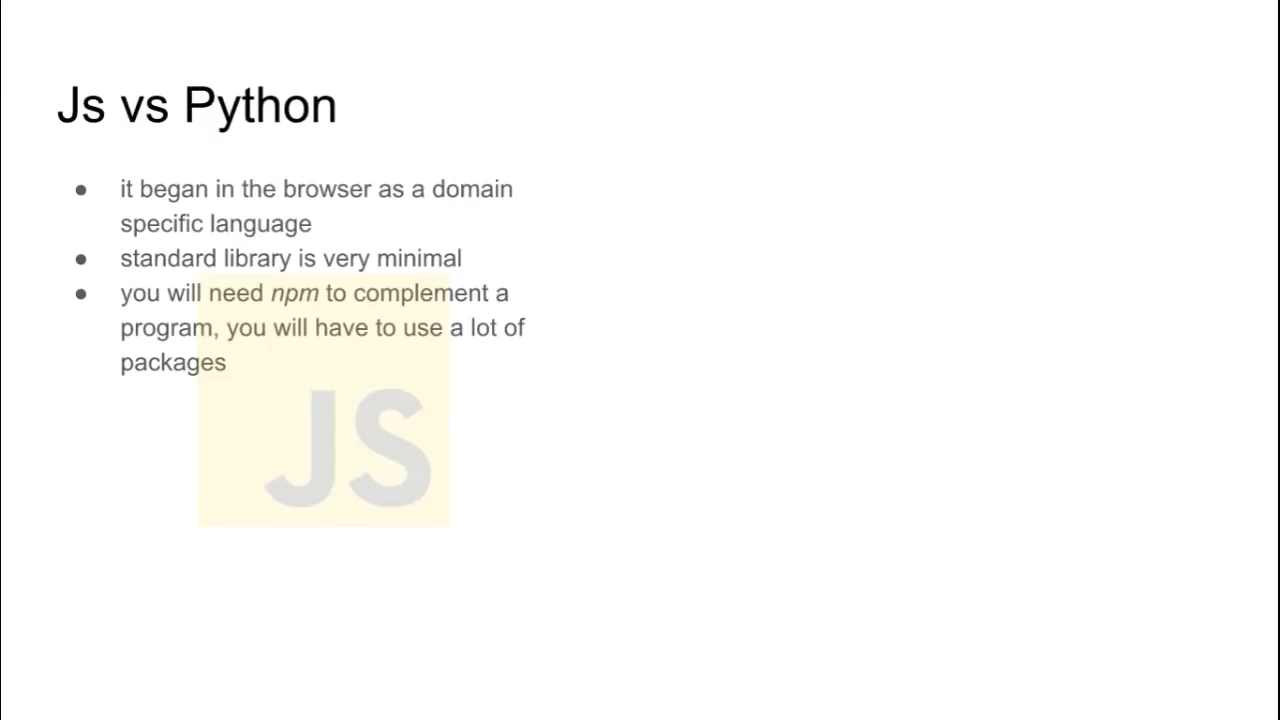 Js vs Python
● it began in the browser as a domain
specific language
● standard library is very minimal
● you will need npm to complement a
program, you will have to use a lot of
packages
JS